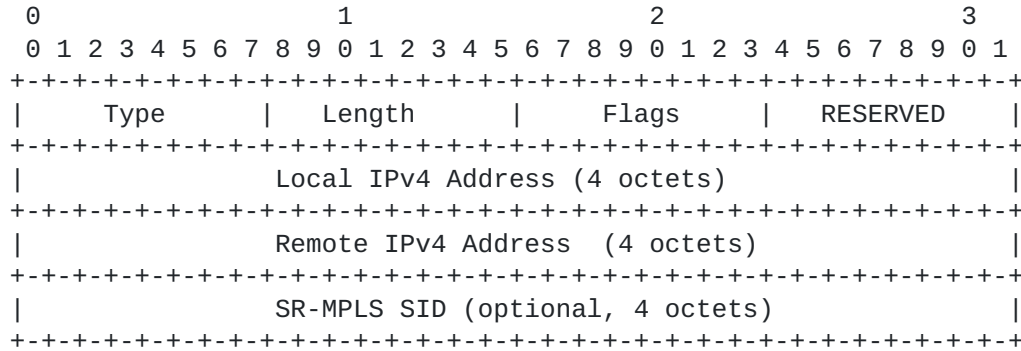 0                   1                   2                   3
 0 1 2 3 4 5 6 7 8 9 0 1 2 3 4 5 6 7 8 9 0 1 2 3 4 5 6 7 8 9 0 1
+-+-+-+-+-+-+-+-+-+-+-+-+-+-+-+-+-+-+-+-+-+-+-+-+-+-+-+-+-+-+-+-+
|     Type      |   Length      |     Flags     |   RESERVED    |
+-+-+-+-+-+-+-+-+-+-+-+-+-+-+-+-+-+-+-+-+-+-+-+-+-+-+-+-+-+-+-+-+
|                Local IPv4 Address (4 octets)                  |
+-+-+-+-+-+-+-+-+-+-+-+-+-+-+-+-+-+-+-+-+-+-+-+-+-+-+-+-+-+-+-+-+
|                Remote IPv4 Address  (4 octets)                |
+-+-+-+-+-+-+-+-+-+-+-+-+-+-+-+-+-+-+-+-+-+-+-+-+-+-+-+-+-+-+-+-+
|                SR-MPLS SID (optional, 4 octets)               |
+-+-+-+-+-+-+-+-+-+-+-+-+-+-+-+-+-+-+-+-+-+-+-+-+-+-+-+-+-+-+-+-+